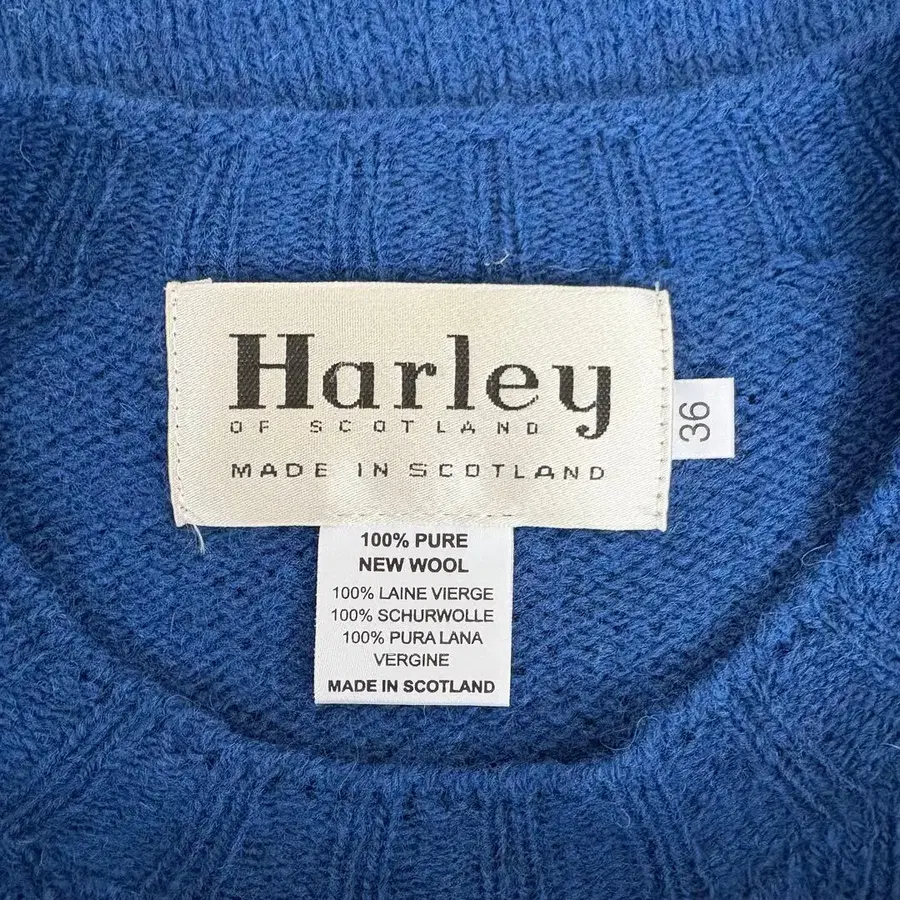 Harley
OF SCOTLAND
MADE IN SCOTLAND
36
100% PURE
NEW WOOL
100% LAINE VIERGE
100% SCHURWOLLE
100% PURA LANA
VERGINE
MADE IN SCOTLAND